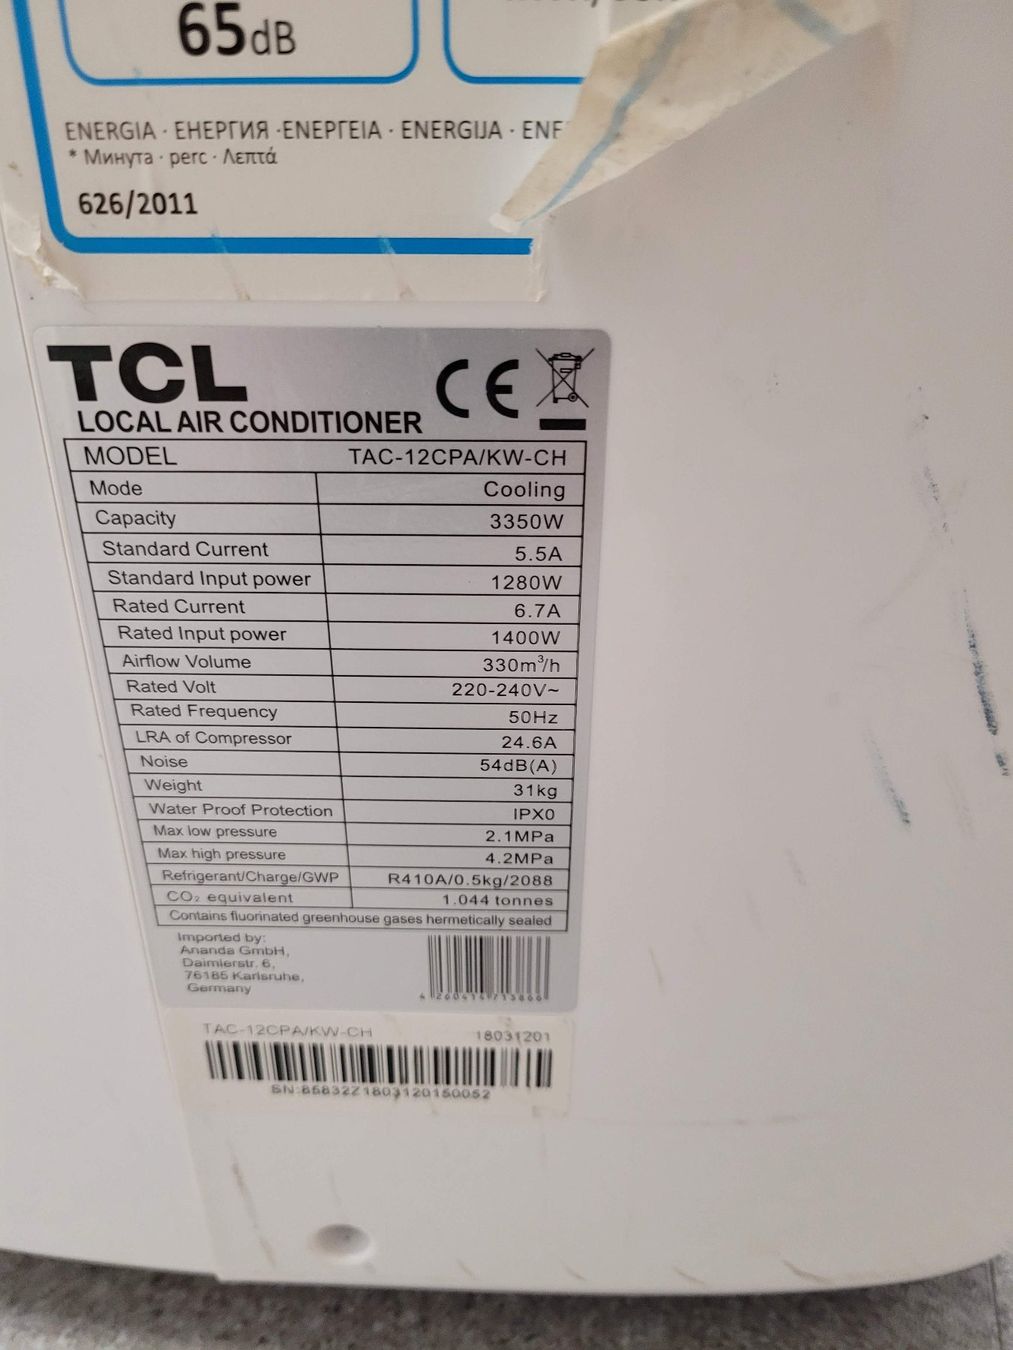 65dB
ENERGIA · ЕНЕРГИЯ · ΕΝΕΡΓΕΙΑ · ENERGIJA ·
* Минута · perc · Λεπτά
626/2011
TCL CE
LOCAL AIR CONDITIONER
MODEL TAC-12CPA/KW-CH
Mode Cooling
Capacity 3350W
Standard Current 5.5A
Standard Input power 1280W
Rated Current 6.7A
Rated Input power 1400W
Airflow Volume 330m³/h
Rated Volt 220-240V~
Rated Frequency 50Hz
LRA of Compressor 24.6A
Noise 54dB(A)
Weight 31kg
Water Proof Protection IPX0
Max low pressure 2.1MPa
Max high pressure 4.2MPa
Refrigerant/Charge/GWP R410A/0.5kg/2088
CO₂ equivalent 1.044 tonnes
Contains fluorinated greenhouse gases hermetically sealed
Imported by:
Ananda GmbH,
Daimlerstr. 6,
76185 Karlsruhe,
Germany
TAC-12CPA/KW-CH 18031201